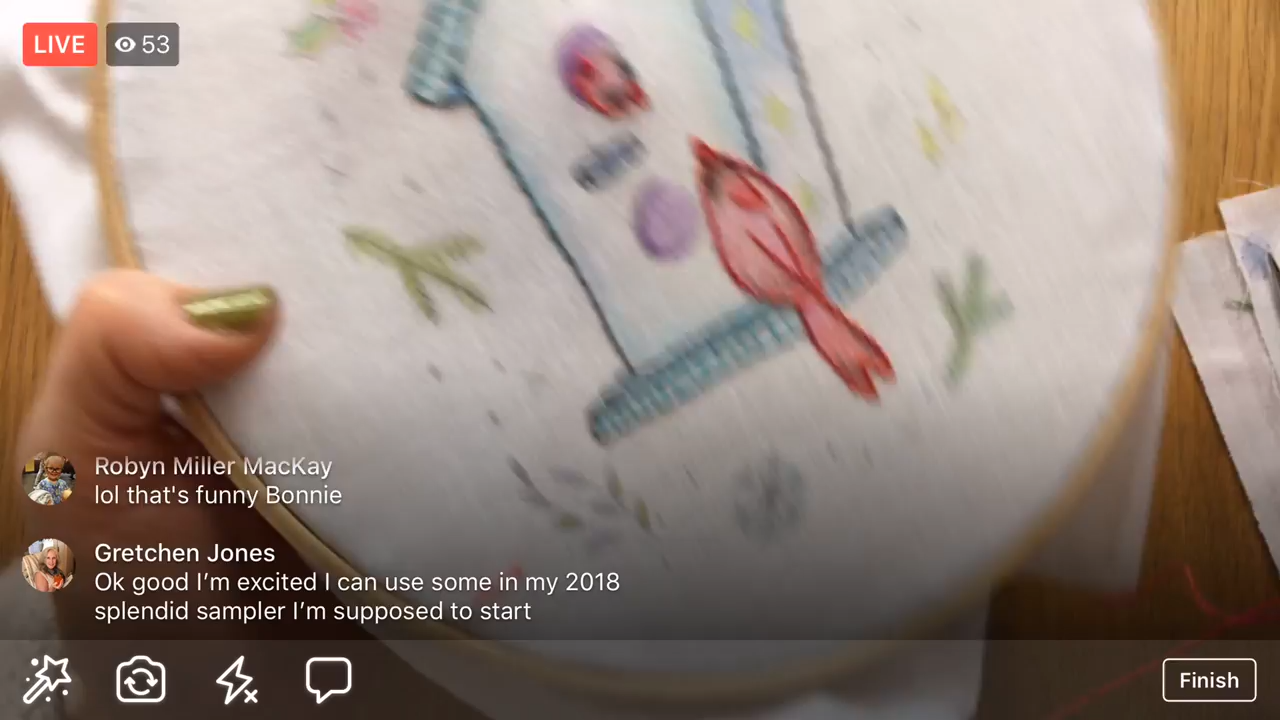 LIVE 53
Robyn Miller MacKay
lol that's funny Bonnie
Gretchen Jones
Ok good I’m excited I can use some in my 2018
splendid sampler I’m supposed to start
Finish